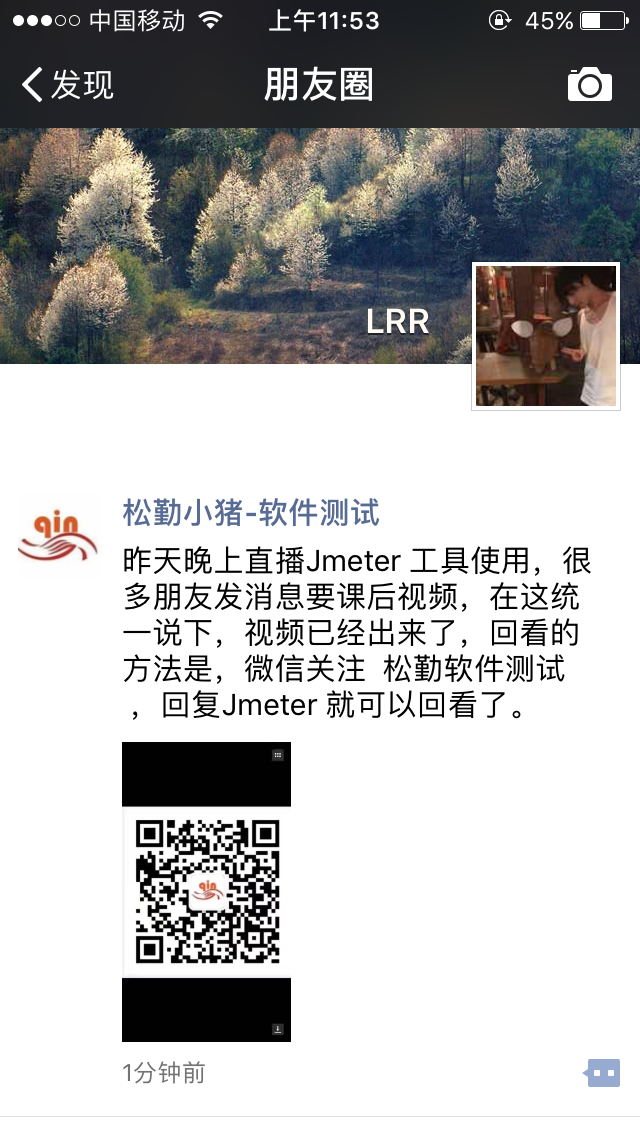 中国移动 上午11:53 45%
发现 朋友圈
LRR
qin
松勤小猪-软件测试
昨天晚上直播Jmeter 工具使用，很
多朋友发消息要课后视频，在这统
一说下，视频已经出来了，回看的
方法是，微信关注 松勤软件测试
，回复Jmeter 就可以回看了。
qin
1分钟前